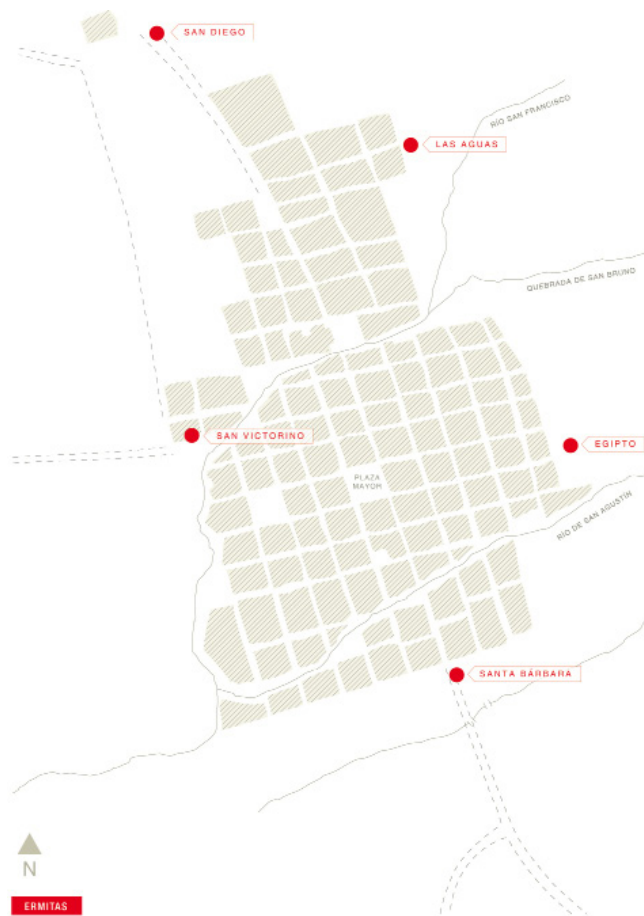 SAN DIEGO
RÍO SAN FRANCISCO
LAS AGUAS
QUEBRADA DE SAN BRUNO
SAN VICTORINO
EGIPTO
PLAZA
MAYOR
RÍO DE SAN AGUSTÍN
SANTA BÁRBARA
N
ERMITAS